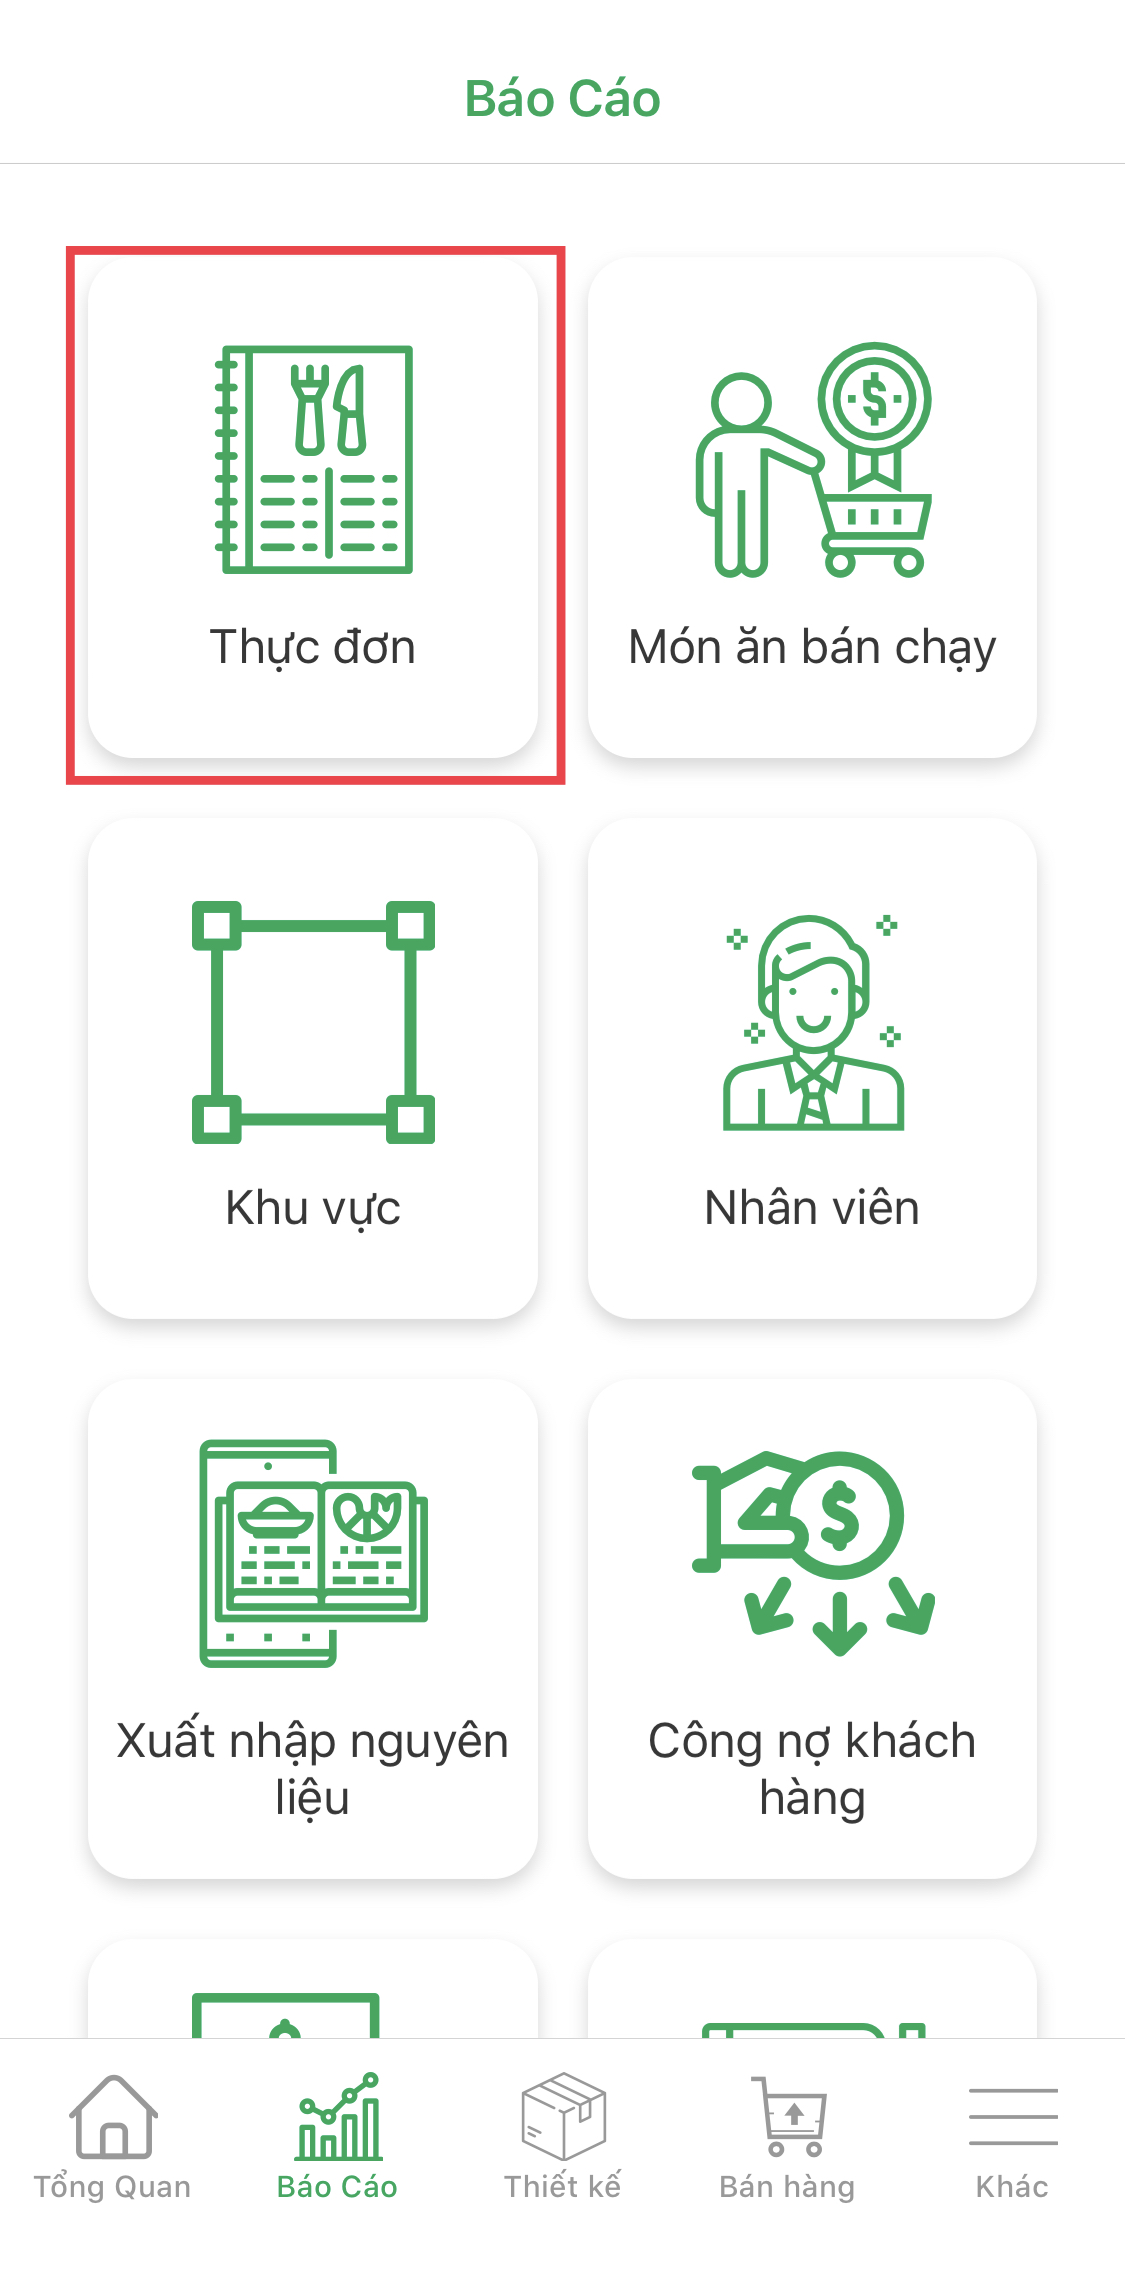 Báo Cáo
Thực đơn
Món ăn bán chạy
Khu vực
Nhân viên
Xuất nhập nguyên
liệu
Công nợ khách
hàng
Tổng Quan
Báo Cáo
Thiết kế
Bán hàng
Khác